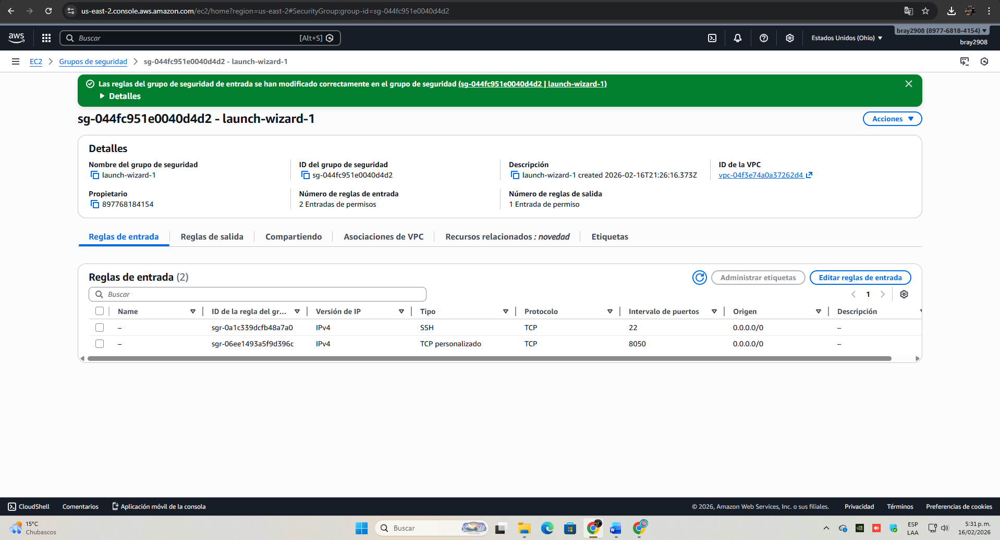 us-east-2.console.aws.amazon.com/ec2/home?region=us-east-2#SecurityGroup:group-id=sg-044fc951e0040d4d2
aws
Buscar
[Alt+S]
Estados Unidos (Ohio)
bray2908 (8977-6818-4154)
bray2908
EC2
Grupos de seguridad
sg-044fc951e0040d4d2 - launch-wizard-1
Las reglas del grupo de seguridad de entrada se han modificado correctamente en el grupo de seguridad (sg-044fc951e0040d4d2 | launch-wizard-1)
Detalles
sg-044fc951e0040d4d2 - launch-wizard-1
Acciones
Detalles
Nombre del grupo de seguridad
launch-wizard-1
ID del grupo de seguridad
sg-044fc951e0040d4d2
Descripción
launch-wizard-1 created 2026-02-16T21:26:16.373Z
ID de la VPC
vpc-04f3e74a0a37262d4
Propietario
897768184154
Número de reglas de entrada
2 Entradas de permisos
Número de reglas de salida
1 Entrada de permiso
Reglas de entrada
Reglas de salida
Compartiendo
Asociaciones de VPC
Recursos relacionados : novedad
Etiquetas
Reglas de entrada (2)
Administrar etiquetas
Editar reglas de entrada
Buscar
1
Name ID de la regla del gr... Versión de IP Tipo Protocolo Intervalo de puertos Origen Descripción
– sgr-0a1c339dcfb48a7a0 IPv4 SSH TCP 22 0.0.0.0/0 –
– sgr-06ee1493a5f9d396c IPv4 TCP personalizado TCP 8050 0.0.0.0/0 –
CloudShell
Comentarios
Aplicación móvil de la consola
© 2026, Amazon Web Services, Inc. o sus filiales.
Privacidad
Términos
Preferencias de cookies
15°C
Chubascos
Buscar
ESP
LAA
5:31 p. m.
16/02/2026